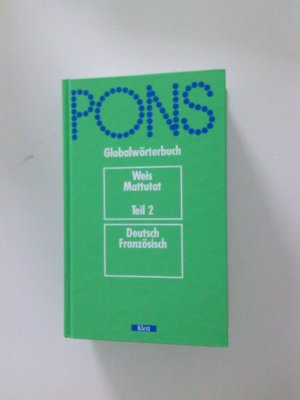 PONS
Globalwörterbuch
Weis
Mattutat
Teil 2
Deutsch
Französisch
Klett